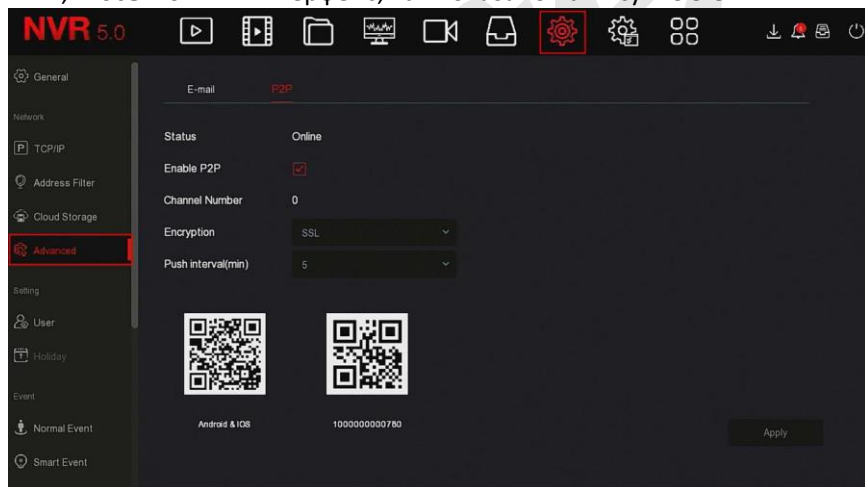 NVR 5.0
General
E-mail P2P
Network
Status Online
P TCP/IP
Enable P2P
Address Filter
Channel Number 0
Cloud Storage
Encryption SSL
Advanced
Push interval(min) 5
Setting
User
Holiday
Event
Normal Event
Android & IOS 1000000000760
Apply
Smart Event